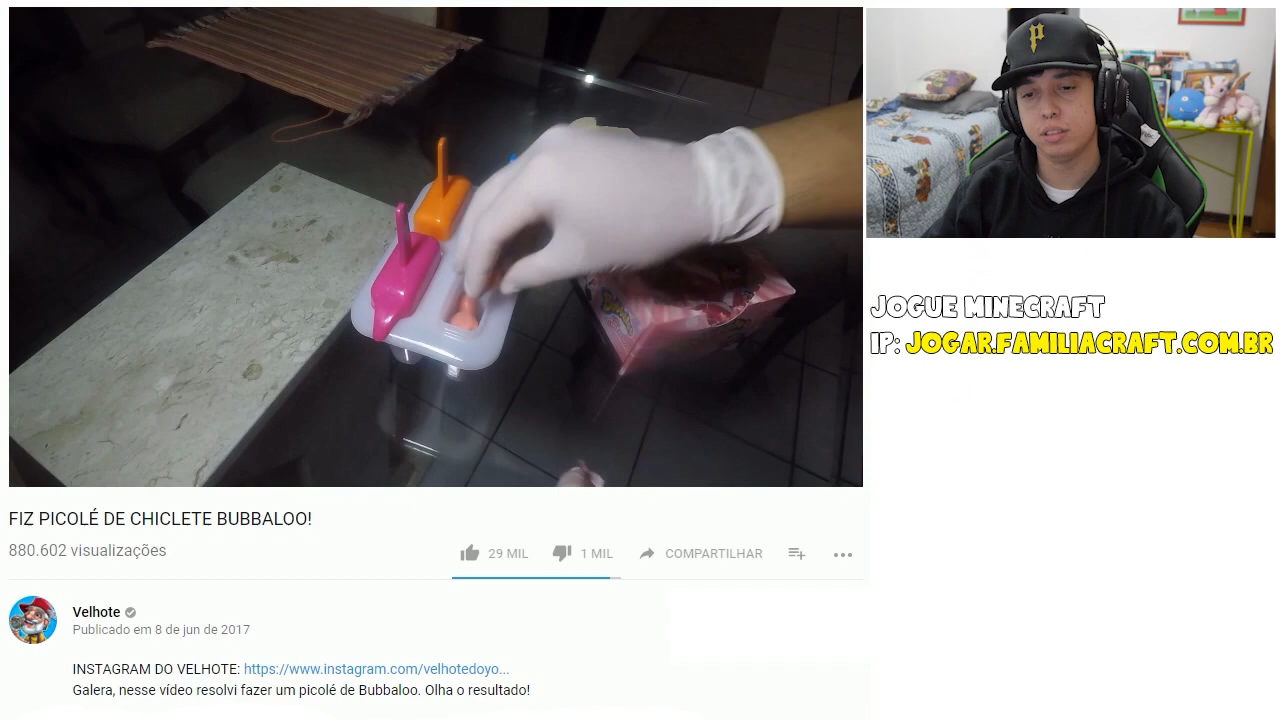 JOGUE MINECRAFT
IP: JOGAR.FAMILIACRAFT.COM.BR
FIZ PICOLÉ DE CHICLETE BUBBALOO!
880.602 visualizações
29 MIL
1 MIL
COMPARTILHAR
Velhote
Publicado em 8 de jun de 2017
INSTAGRAM DO VELHOTE: https://www.instagram.com/velhotedoyo...
Galera, nesse vídeo resolvi fazer um picolé de Bubbaloo. Olha o resultado!